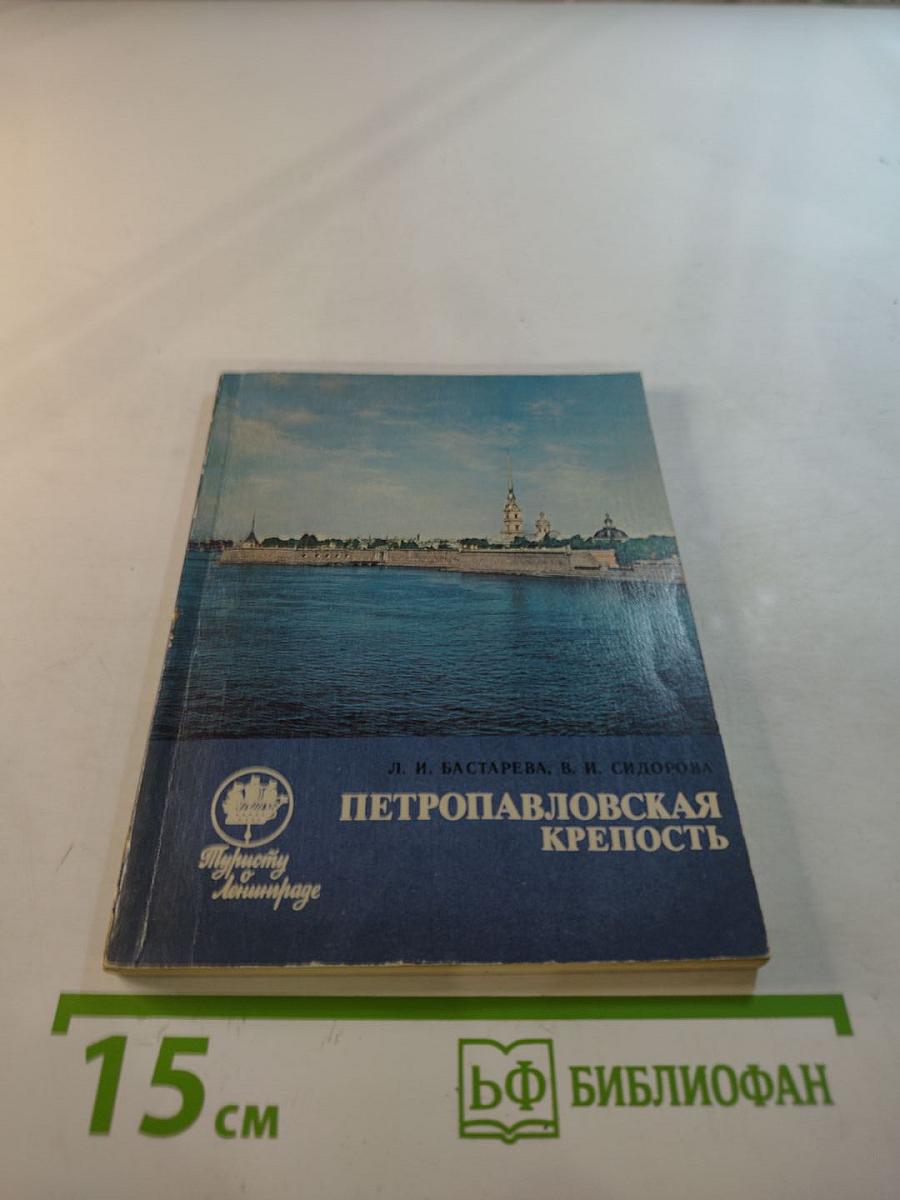 Л. И. БАСТАРЕВА, В. И. СИДОРОВА
ПЕТРОПАВЛОВСКАЯ
КРЕПОСТЬ
Туристу
о
Ленинграде
15 см
БФ БИБЛИОФАН